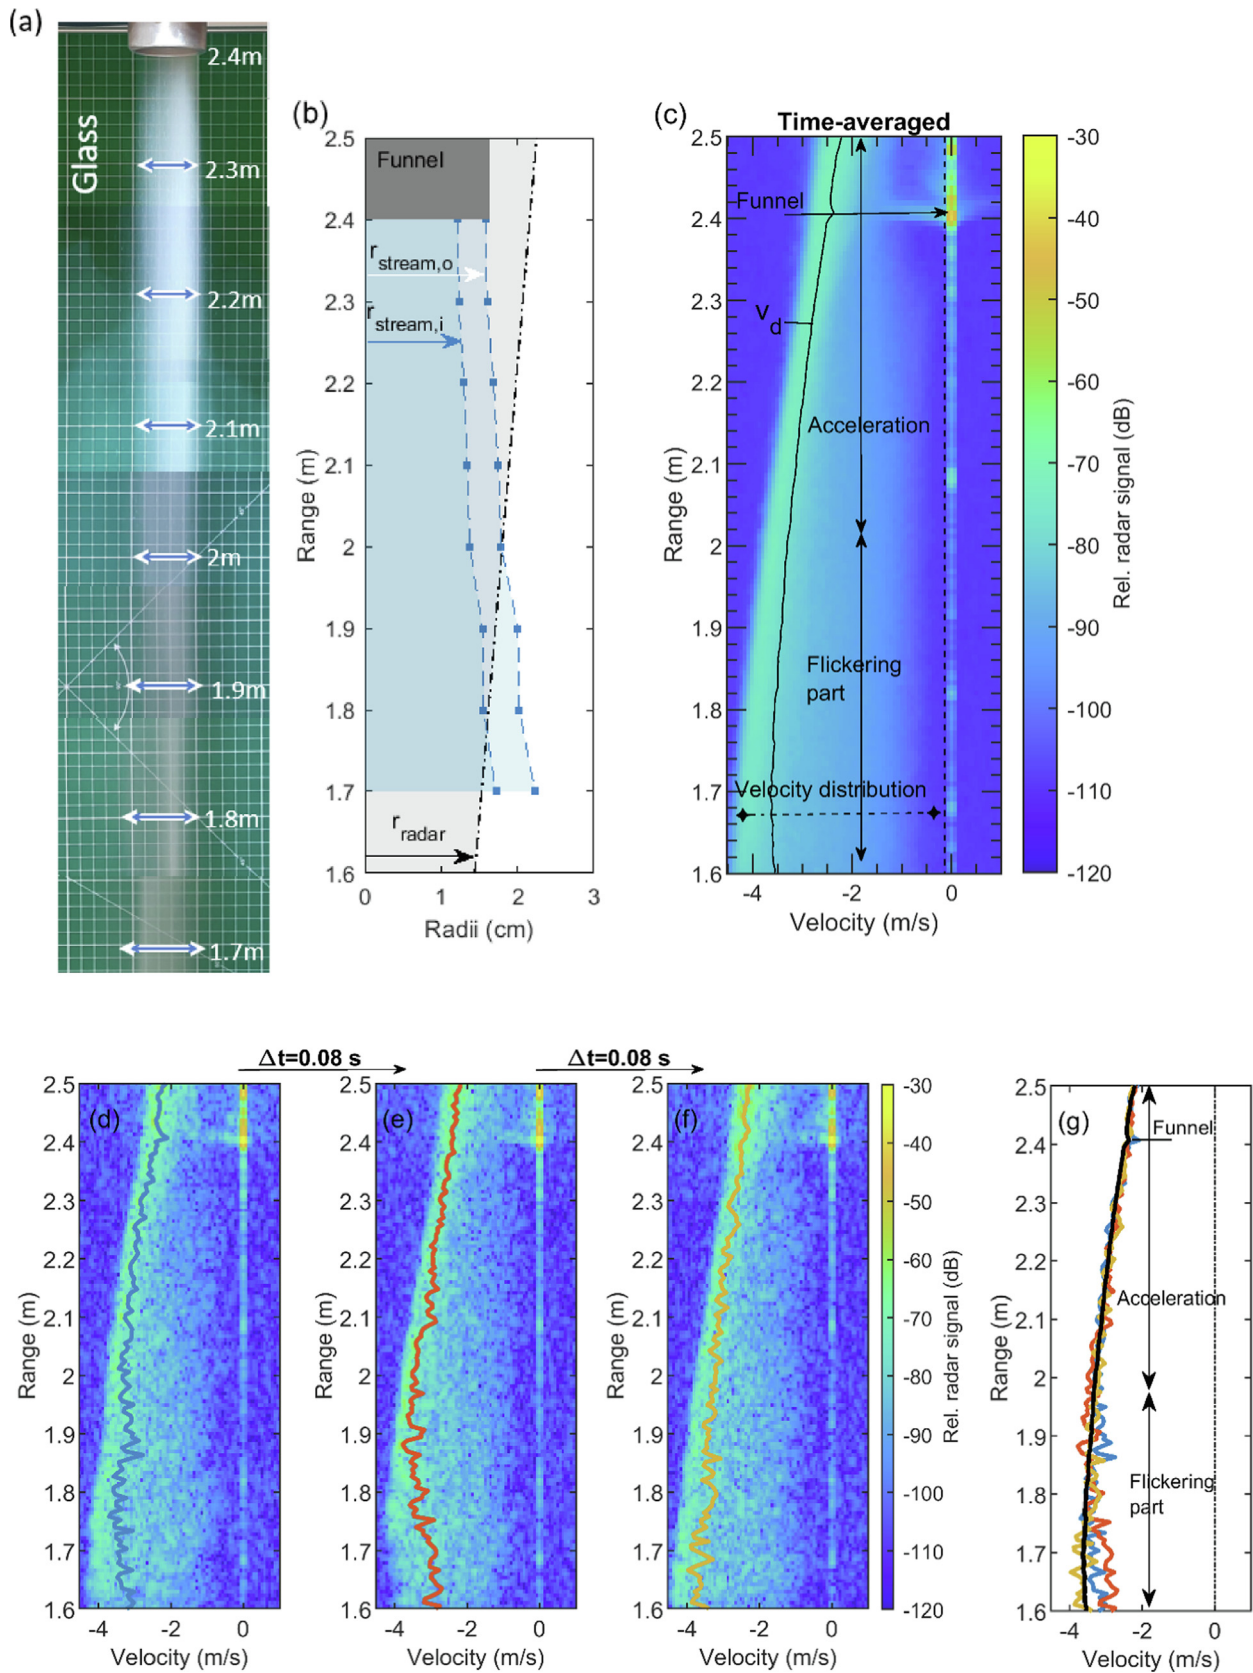 (a)
Glass
2.4m
2.3m
2.2m
2.1m
2m
1.9m
1.8m
1.7m
(b)
2.5
2.4
2.3
2.2
2.1
2
1.9
1.8
1.7
1.6
Range (m)
Funnel
r stream,o
r stream,i
r radar
0 1 2 3
Radii (cm)
(c)
Time-averaged
2.5
2.4
2.3
2.2
2.1
2
1.9
1.8
1.7
1.6
Range (m)
Funnel
v d
Acceleration
Flickering
part
Velocity distribution
-4 -2 0
Velocity (m/s)
-30
-40
-50
-60
-70
-80
-90
-100
-110
-120
Rel. radar signal (dB)
Δt=0.08 s
Δt=0.08 s
(d)
2.5
2.4
2.3
2.2
2.1
2
1.9
1.8
1.7
1.6
Range (m)
-4 -2 0
Velocity (m/s)
(e)
2.5
2.4
2.3
2.2
2.1
2
1.9
1.8
1.7
1.6
Range (m)
-4 -2 0
Velocity (m/s)
(f)
2.5
2.4
2.3
2.2
2.1
2
1.9
1.8
1.7
1.6
Range (m)
-4 -2 0
Velocity (m/s)
-30
-40
-50
-60
-70
-80
-90
-100
-110
-120
Rel. radar signal (dB)
(g)
2.5
2.4
2.3
2.2
2.1
2
1.9
1.8
1.7
1.6
Range (m)
Funnel
Acceleration
Flickering
part
-4 -2 0
Velocity (m/s)